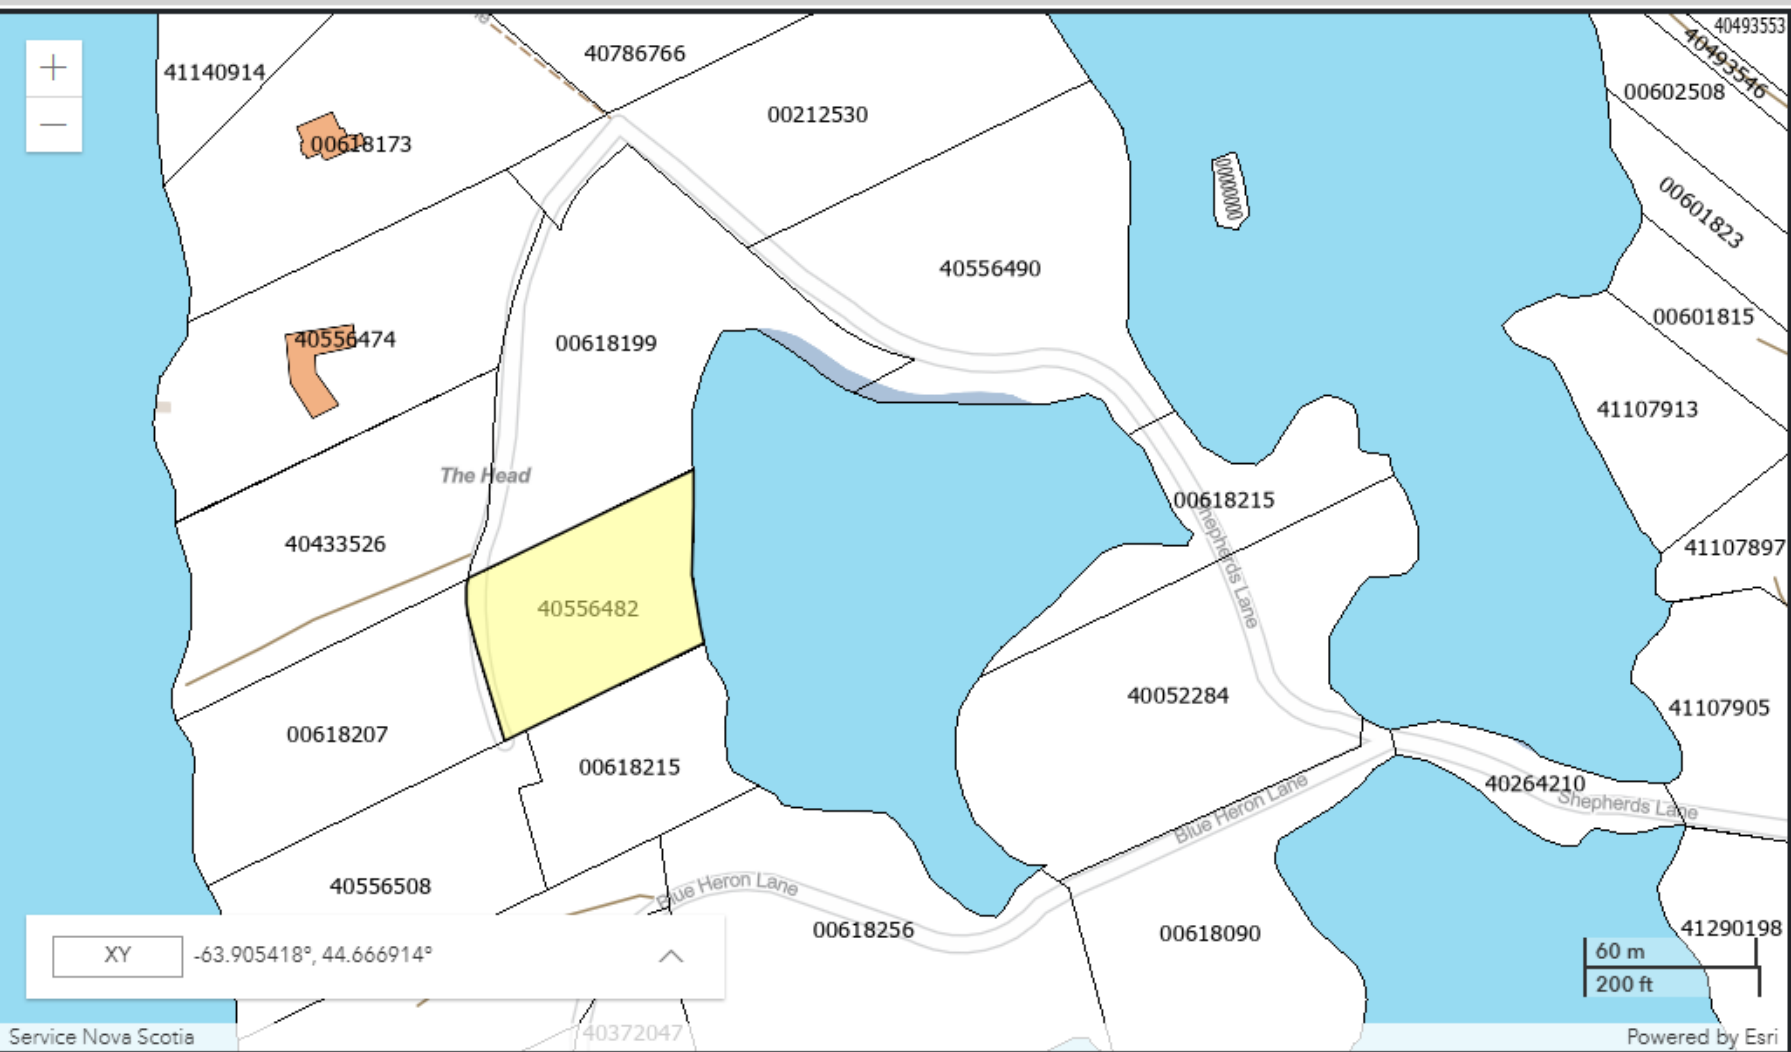 40786766
40493553
41140914
40493546
00212530
00602508
00618173
00601823
40556490
40556474
00618199
00601815
41107913
The Head
00618215
40433526
41107897
Shepherds Lane
40556482
40052284
41107905
00618207
00618215
40264210
Shepherds Lane
Blue Heron Lane
40556508
Blue Heron Lane
00618256
00618090
41290198
XY
-63.905418°, 44.666914°
60 m
200 ft
40372047
Service Nova Scotia
Powered by Esri